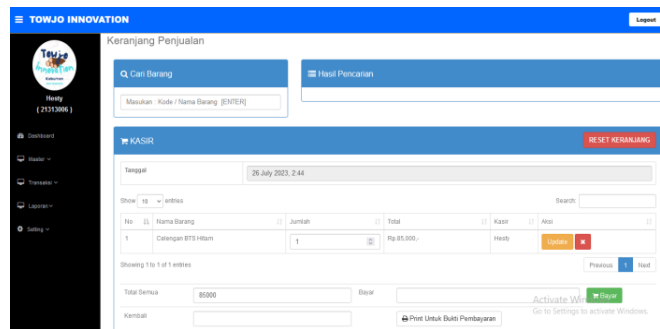 ≡ TOWJO INNOVATION
Logout
Towjo
Innovation
Hesty
( 21313006 )
Dashboard
Master
Transaksi
Laporan
Setting
Keranjang Penjualan
Cari Barang
Masukan : Kode / Nama Barang [ENTER]
Hasil Pencarian
KASIR
RESET KERANJANG
Tanggal
26 July 2023, 2:44
Show 10 entries
Search:
No Nama Barang Jumlah Total Kasir Aksi
1 Celengan BTS Hitam 1 Rp.85,000,- Hesty Update
Showing 1 to 1 of 1 entries
Previous 1 Next
Total Semua 85000 Bayar Bayar
Kembali Print Untuk Bukti Pembayaran
Activate Win
Go to Settings to activate Windows.